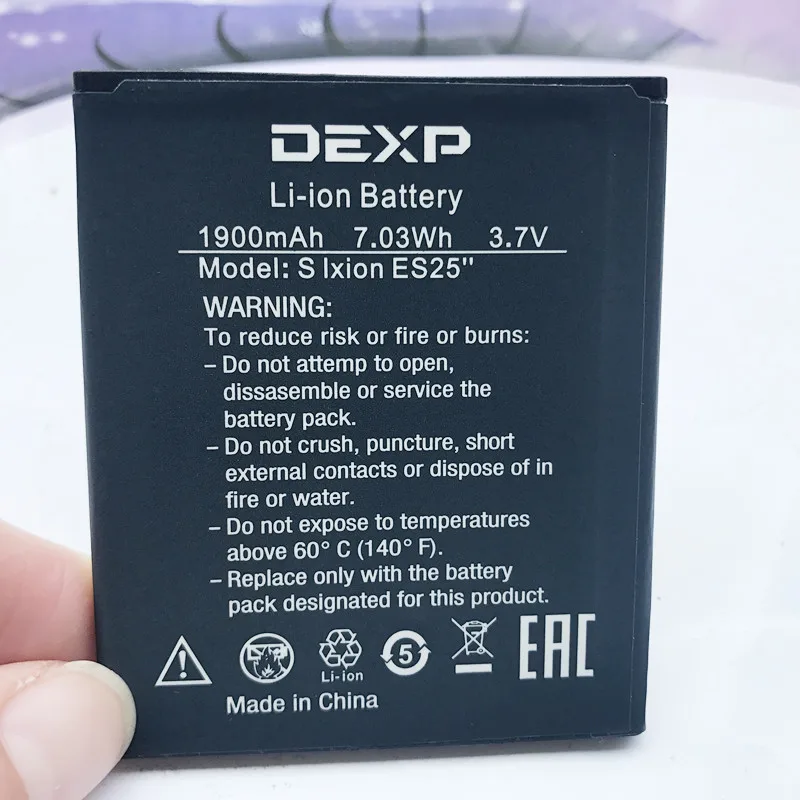 DEXP
Li-ion Battery
1900mAh 7.03Wh 3.7V
Model: S Ixion ES25"
WARNING:
To reduce risk or fire or burns:
– Do not attemp to open,
dissasemble or service the
battery pack.
– Do not crush, puncture, short
external contacts or dispose of in
fire or water.
– Do not expose to temperatures
above 60° C (140° F).
– Replace only with the battery
pack designated for this product.
Li-ion
5
EAC
Made in China